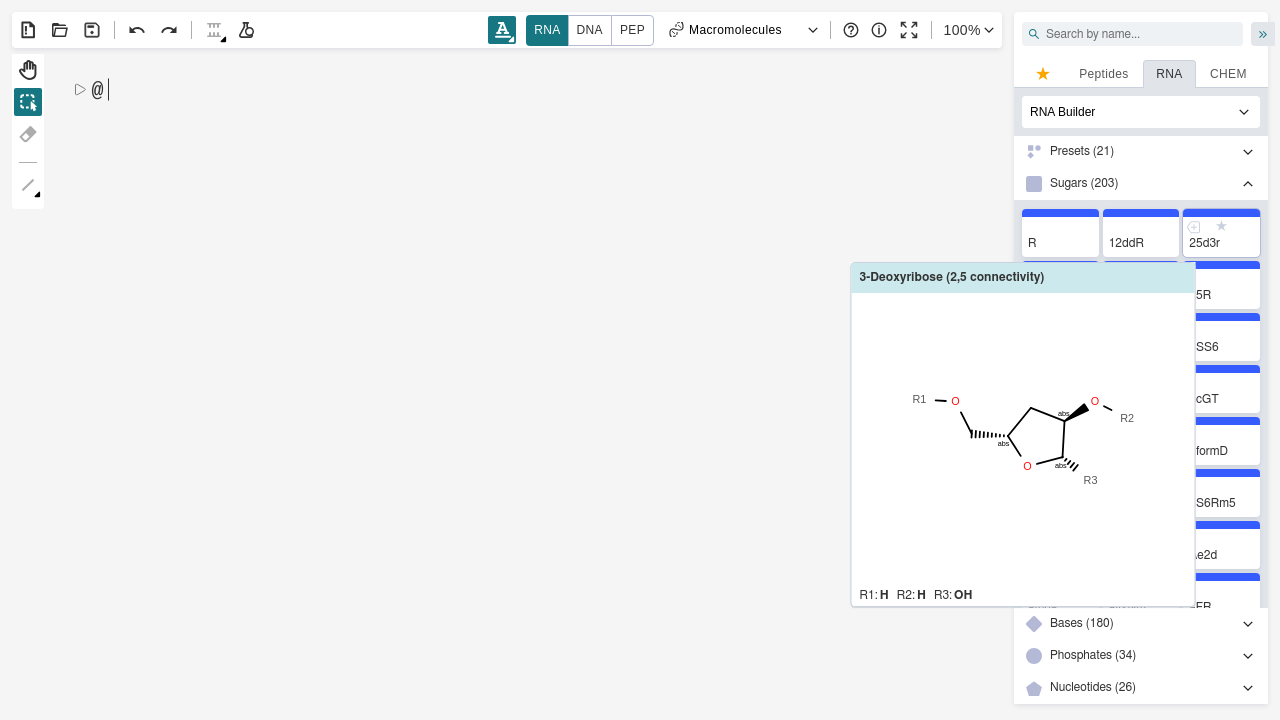 A RNA DNA PEP Macromolecules 100%
Search by name...
Peptides RNA CHEM
@
RNA Builder
Presets (21)
Sugars (203)
R 12ddR 25d3r
3-Deoxyribose (2,5 connectivity)
5R
SS6
cGT
R1 O abs O R2
formD
abs O abs R3
S6Rm5
e2d
R1: H R2: H R3: OH
FR
Bases (180)
Phosphates (34)
Nucleotides (26)